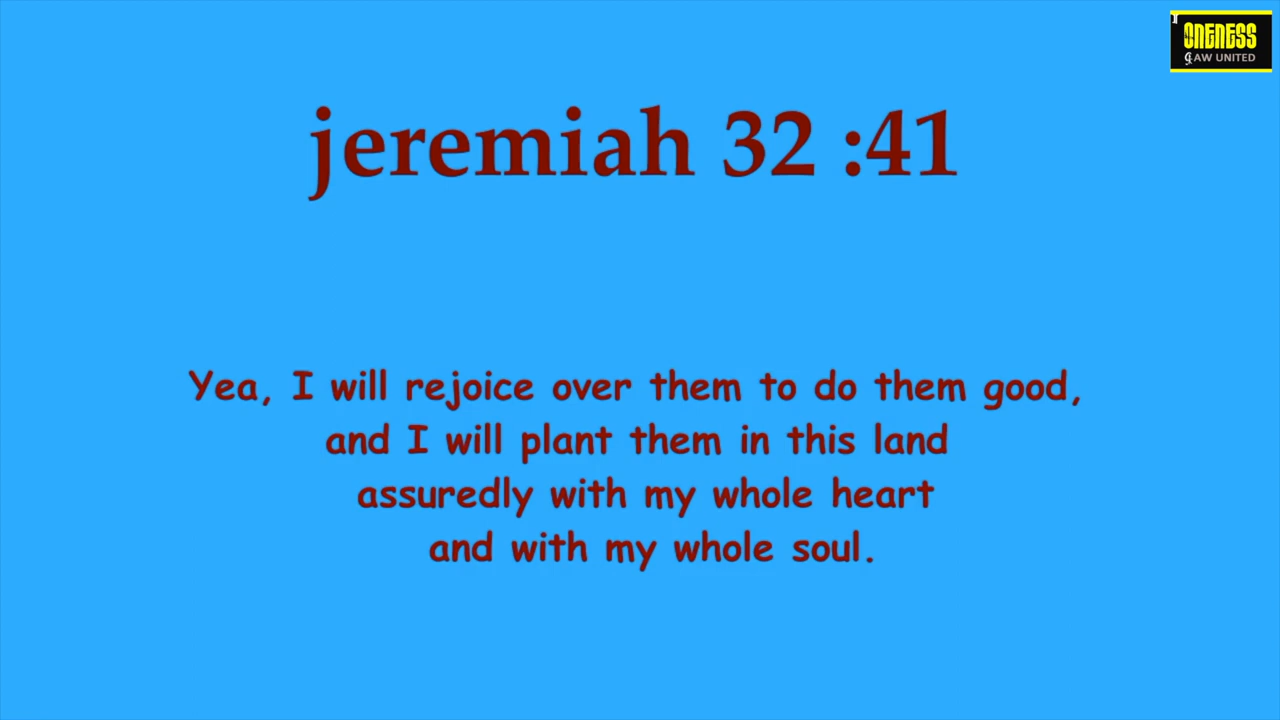 ONENESS
JAW UNITED
jeremiah 32 :41
Yea, I will rejoice over them to do them good,
and I will plant them in this land
assuredly with my whole heart
and with my whole soul.